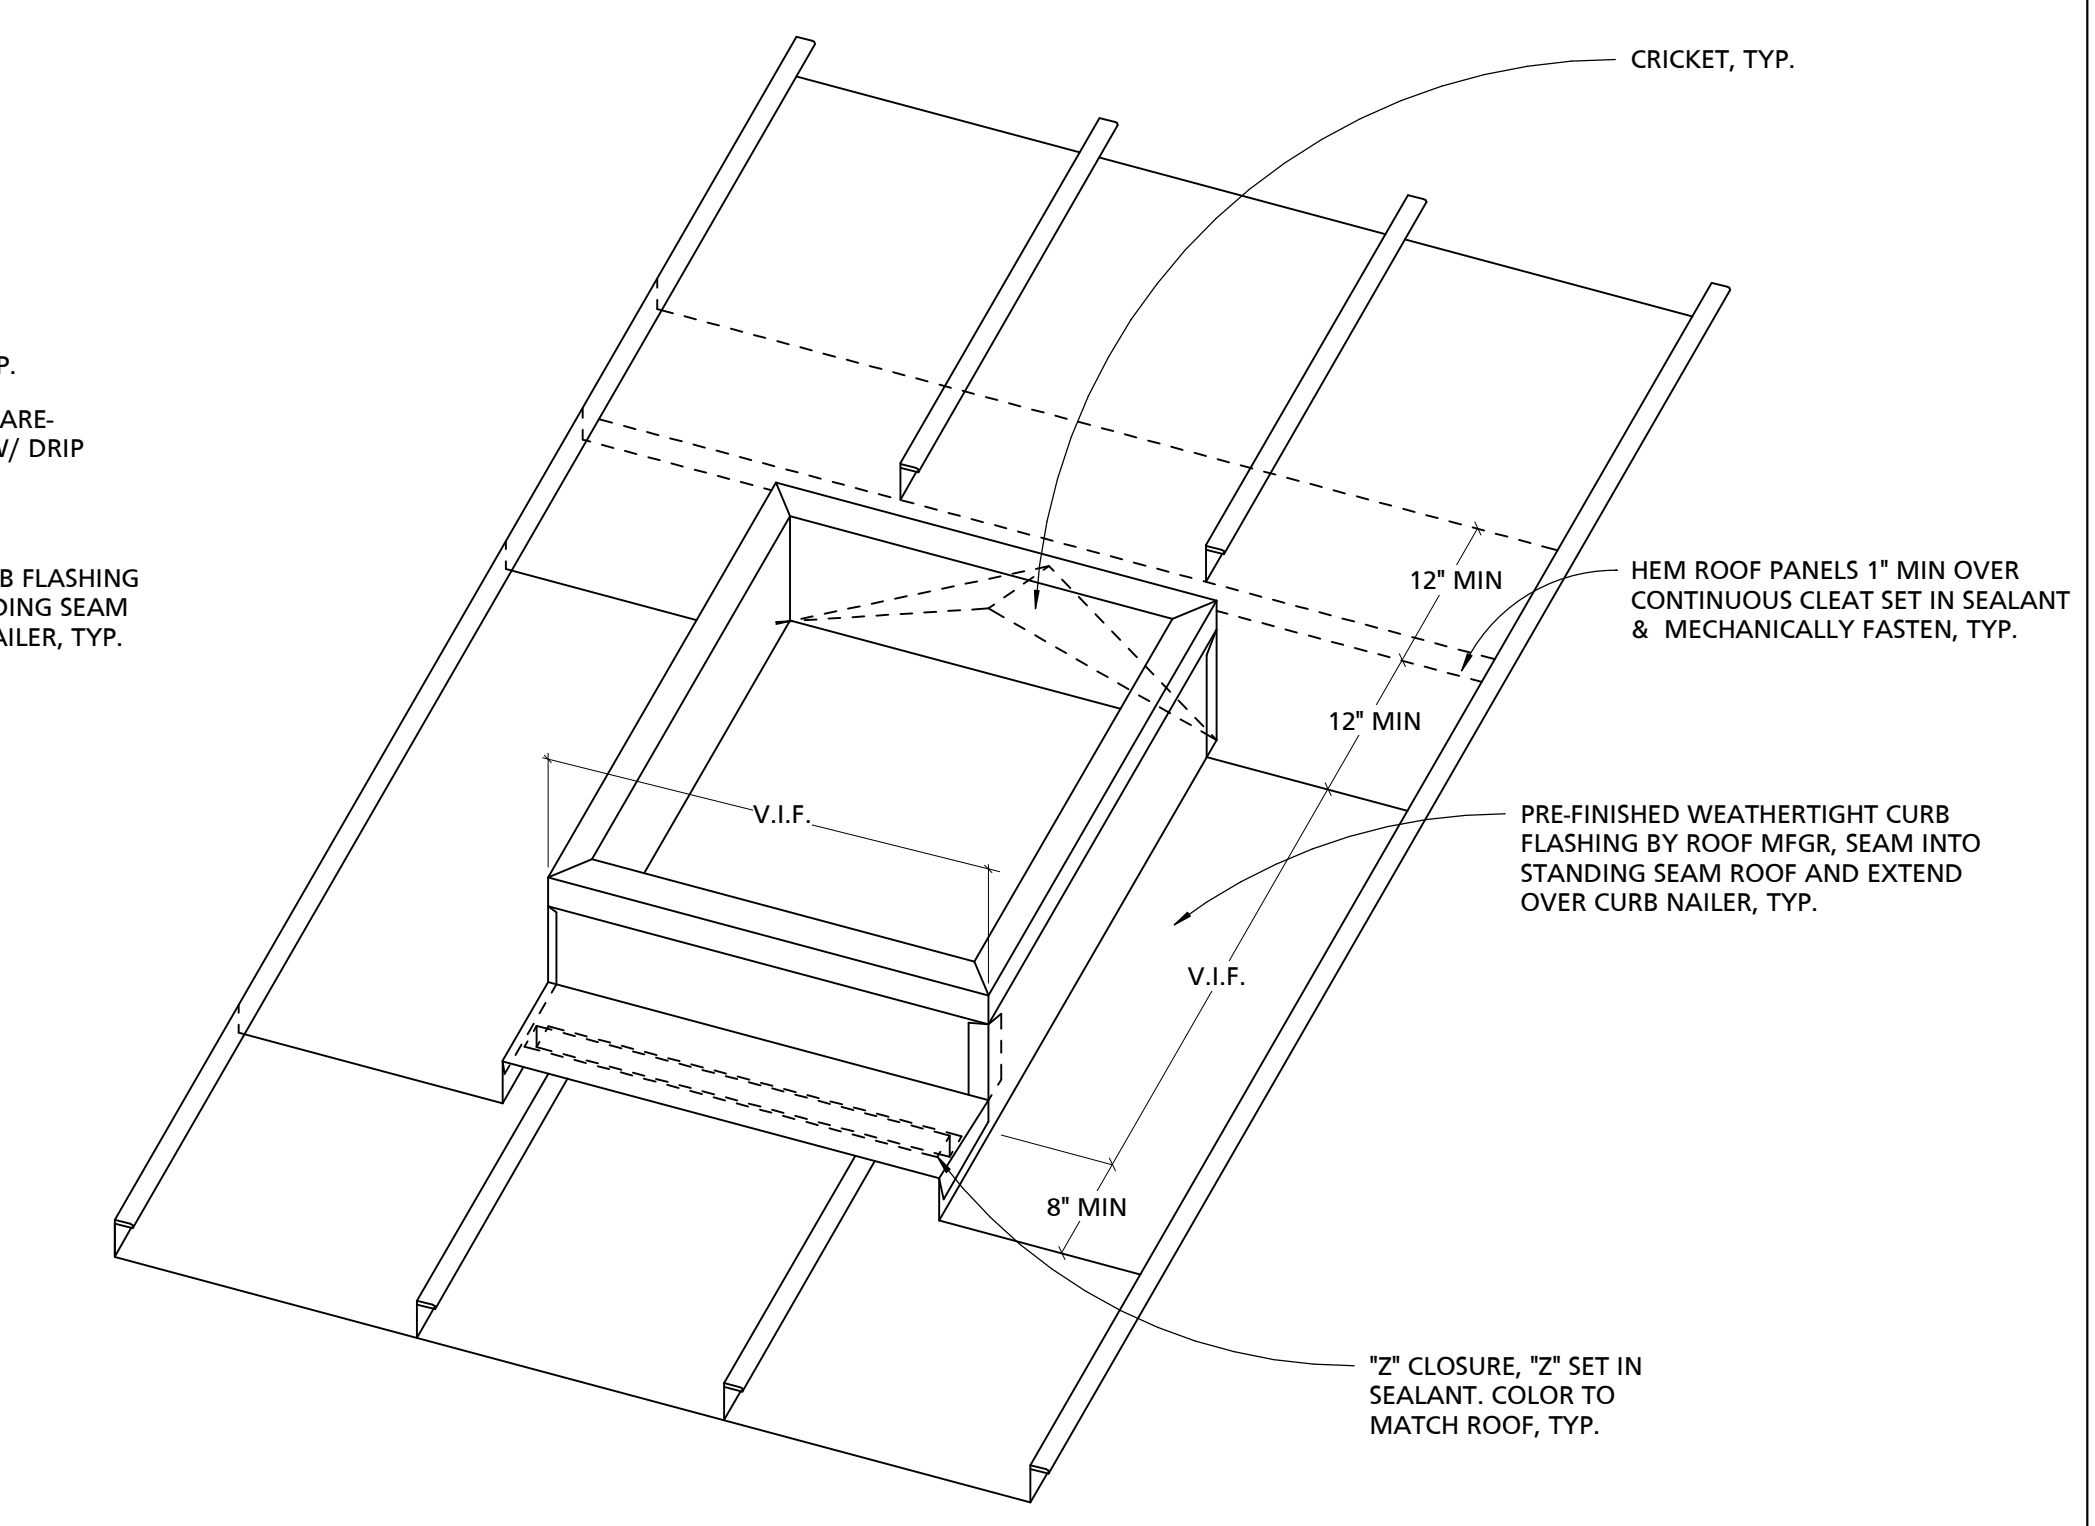 CRICKET, TYP.
P.
ARE-
W/ DRIP
B FLASHING
DING SEAM
AILER, TYP.
12" MIN
HEM ROOF PANELS 1" MIN OVER
CONTINUOUS CLEAT SET IN SEALANT
& MECHANICALLY FASTEN, TYP.
12" MIN
V.I.F.
PRE-FINISHED WEATHERTIGHT CURB
FLASHING BY ROOF MFGR, SEAM INTO
STANDING SEAM ROOF AND EXTEND
OVER CURB NAILER, TYP.
V.I.F.
8" MIN
"Z" CLOSURE, "Z" SET IN
SEALANT. COLOR TO
MATCH ROOF, TYP.